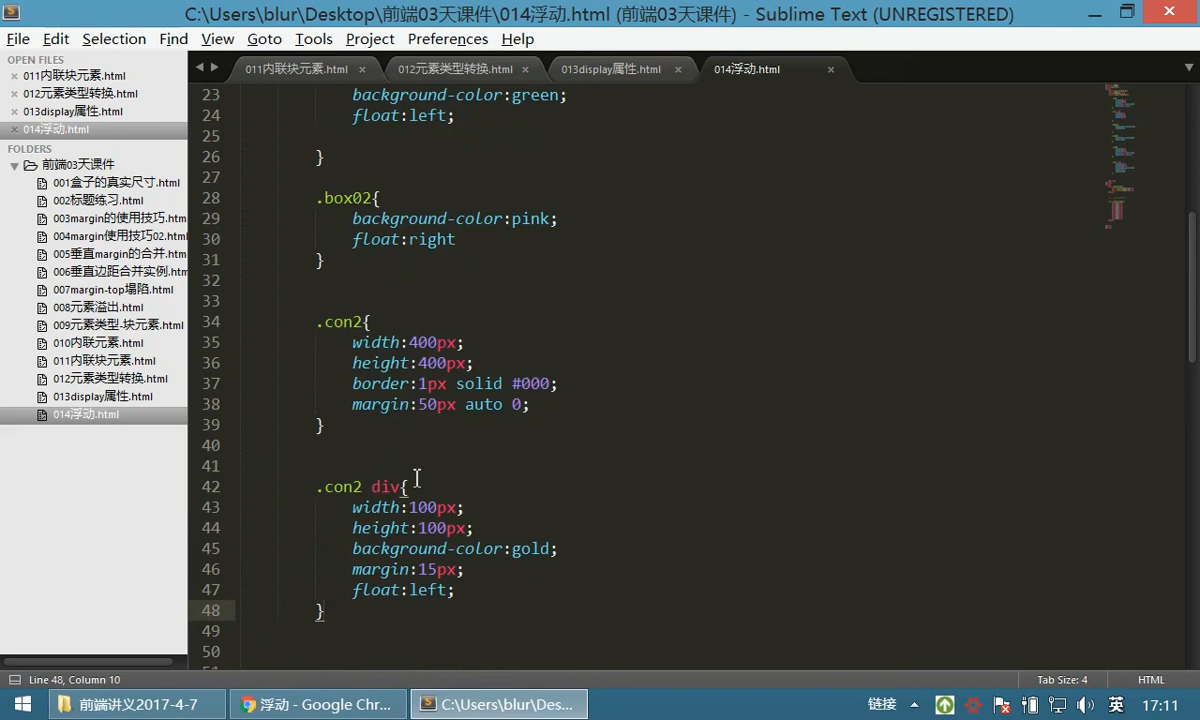 C:\Users\blur\Desktop\前端03天课件\014浮动.html (前端03天课件) - Sublime Text (UNREGISTERED)
File Edit Selection Find View Goto Tools Project Preferences Help
OPEN FILES
011内联块元素.html
012元素类型转换.html
013display属性.html
014浮动.html
FOLDERS
前端03天课件
001盒子的真实尺寸.html
002标题练习.html
003margin的使用技巧.htm
004margin使用技巧02.html
005垂直margin的合并.htm
006垂直边距合并实例.htm
007margin-top塌陷.html
008元素溢出.html
009元素类型-块元素.html
010内联元素.html
011内联块元素.html
012元素类型转换.html
013display属性.html
014浮动.html
011内联块元素.html 012元素类型转换.html 013display属性.html 014浮动.html
23 background-color:green;
24 float:left;
25
26 }
27
28 .box02{
29 background-color:pink;
30 float:right
31 }
32
33
34 .con2{
35 width:400px;
36 height:400px;
37 border:1px solid #000;
38 margin:50px auto 0;
39 }
40
41
42 .con2 div{
43 width:100px;
44 height:100px;
45 background-color:gold;
46 margin:15px;
47 float:left;
48 }
49
50
Line 48, Column 10 Tab Size: 4 HTML
前端讲义2017-4-7 浮动 - Google Chr... C:\Users\blur\Des... 链接 英 17:11